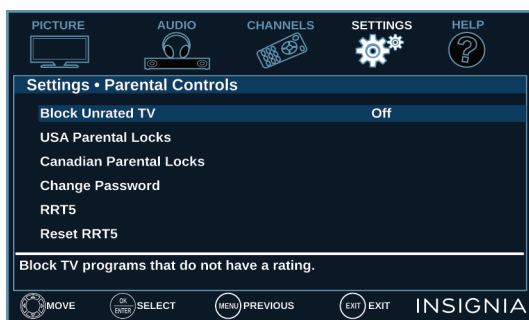 PICTURE AUDIO CHANNELS SETTINGS HELP
Settings • Parental Controls
Block Unrated TV Off
USA Parental Locks
Canadian Parental Locks
Change Password
RRT5
Reset RRT5
Block TV programs that do not have a rating.
MOVE OK ENTER SELECT MENU PREVIOUS EXIT EXIT INSIGNIA